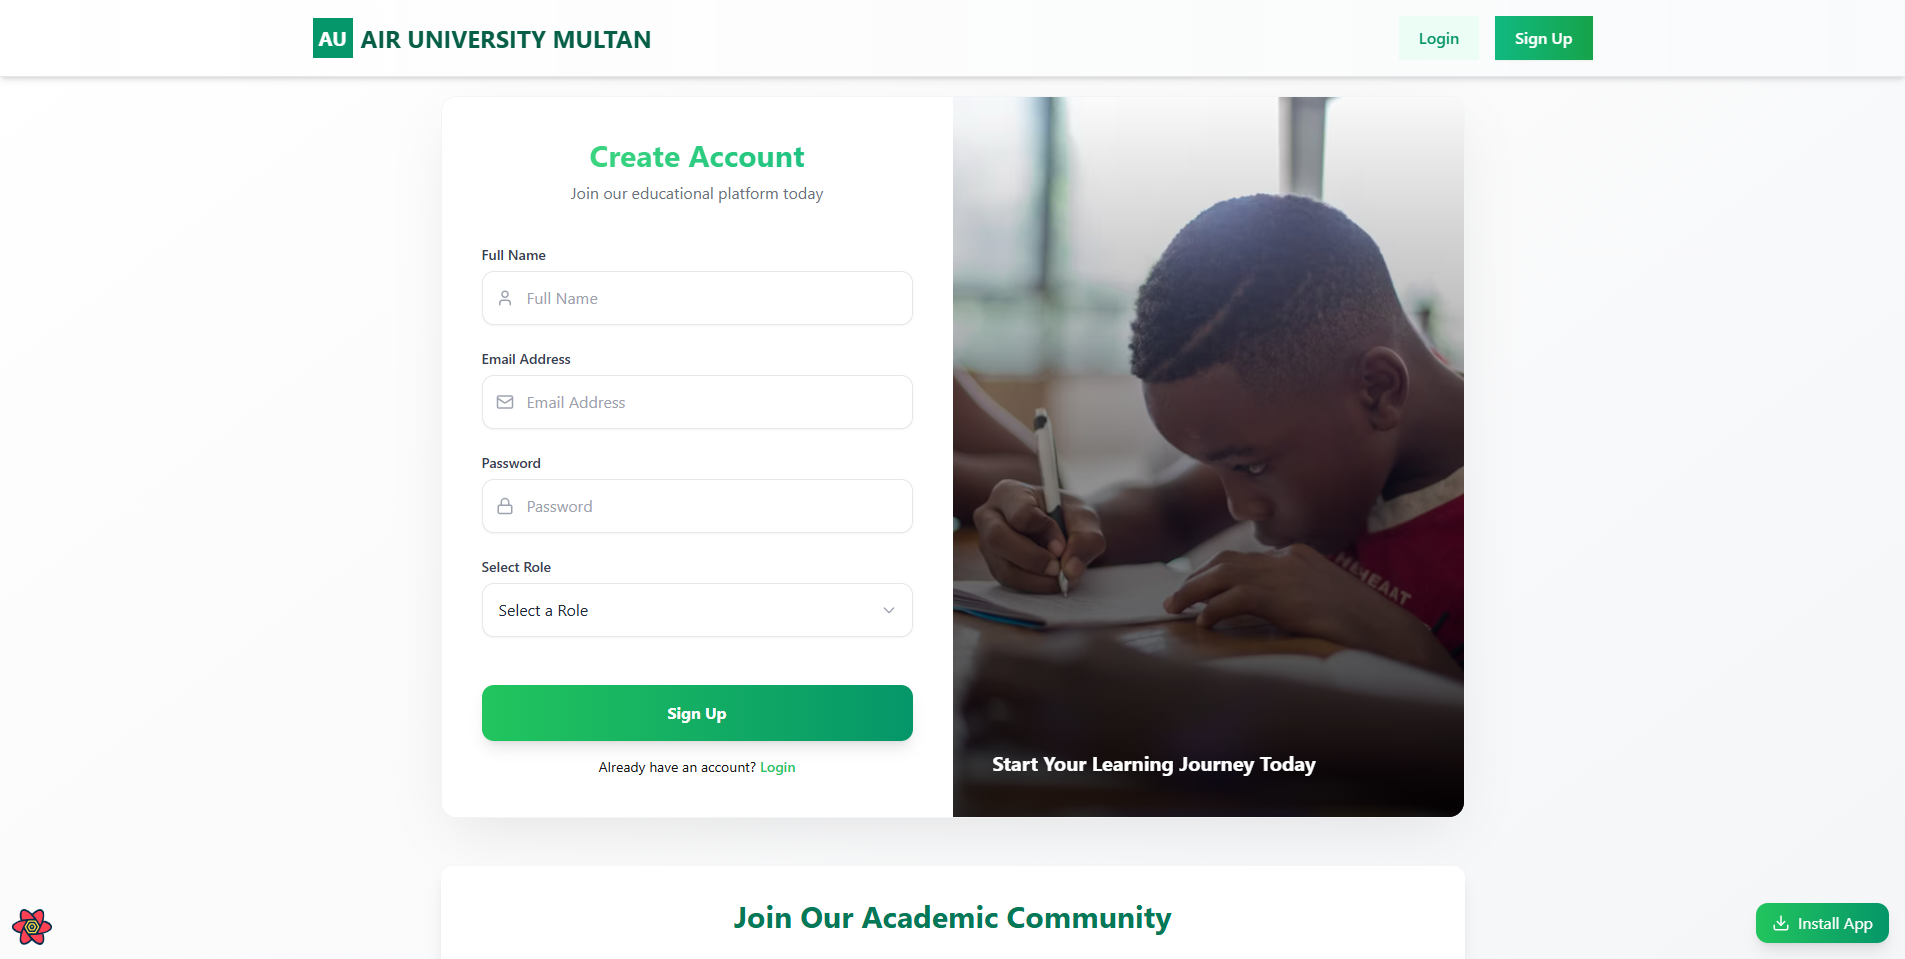 AU AIR UNIVERSITY MULTAN
Login
Sign Up
Create Account
Join our educational platform today
Full Name
Full Name
Email Address
Email Address
Password
Password
Select Role
Select a Role
Sign Up
Already have an account? Login
Start Your Learning Journey Today
Join Our Academic Community
Install App